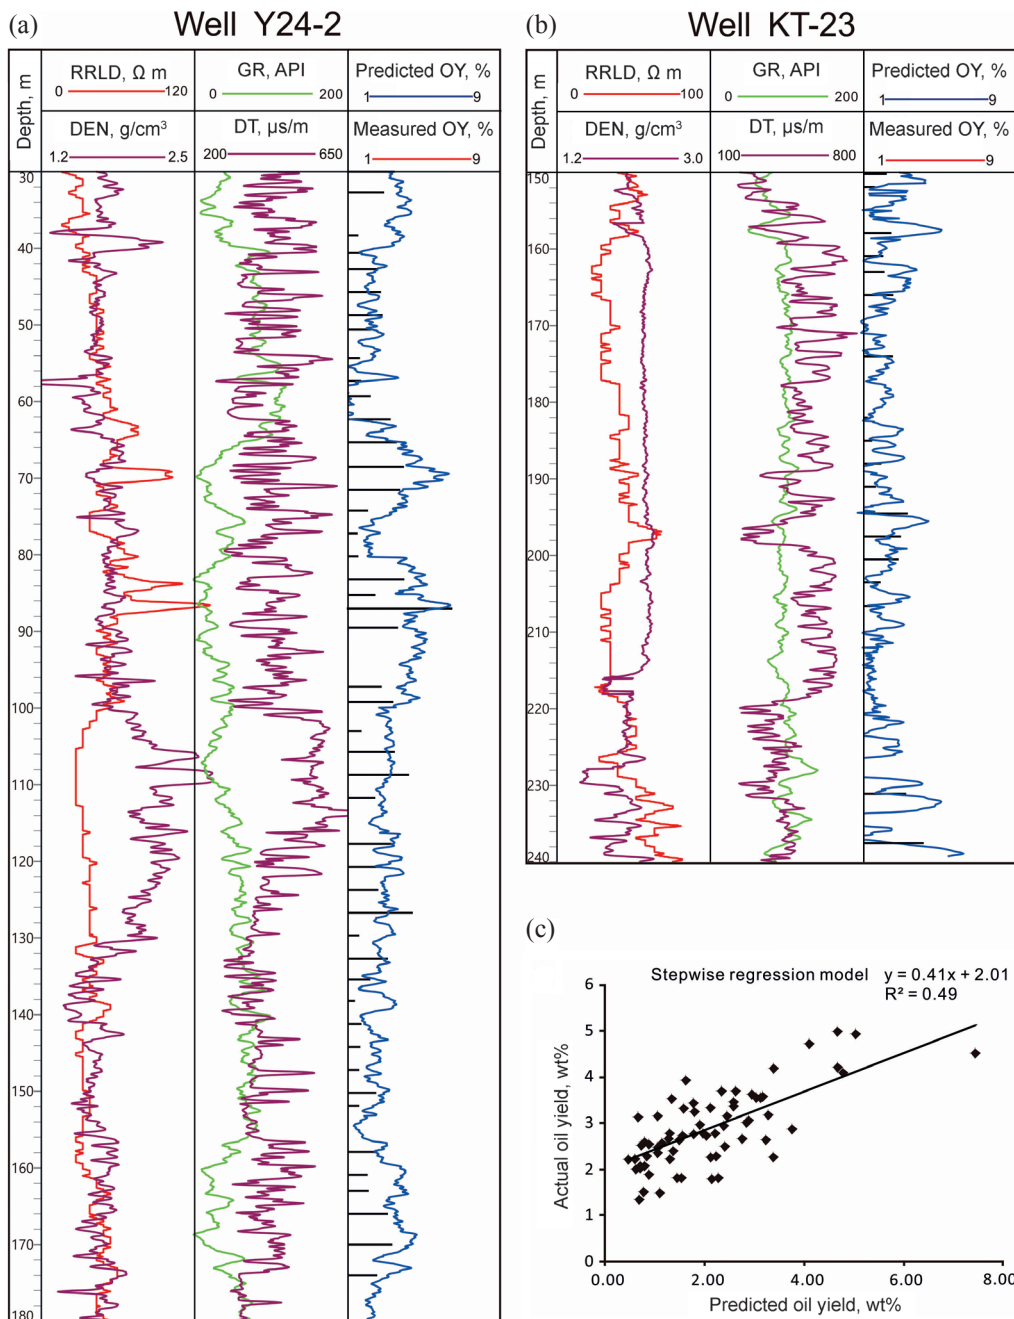 (a)
Well Y24-2
Depth, m
RRLD, Ω m
0 120
DEN, g/cm³
1.2 2.5
GR, API
0 200
DT, µs/m
200 650
Predicted OY, %
1 9
Measured OY, %
1 9
30
40
50
60
70
80
90
100
110
120
130
140
150
160
170
180
(b)
Well KT-23
Depth, m
RRLD, Ω m
0 100
DEN, g/cm³
1.2 3.0
GR, API
0 200
DT, µs/m
100 800
Predicted OY, %
1 9
Measured OY, %
1 9
150
160
170
180
190
200
210
220
230
240
(c)
Stepwise regression model y = 0.41x + 2.01
R² = 0.49
Actual oil yield, wt%
6
5
4
3
2
1
0
0.00 2.00 4.00 6.00 8.00
Predicted oil yield, wt%